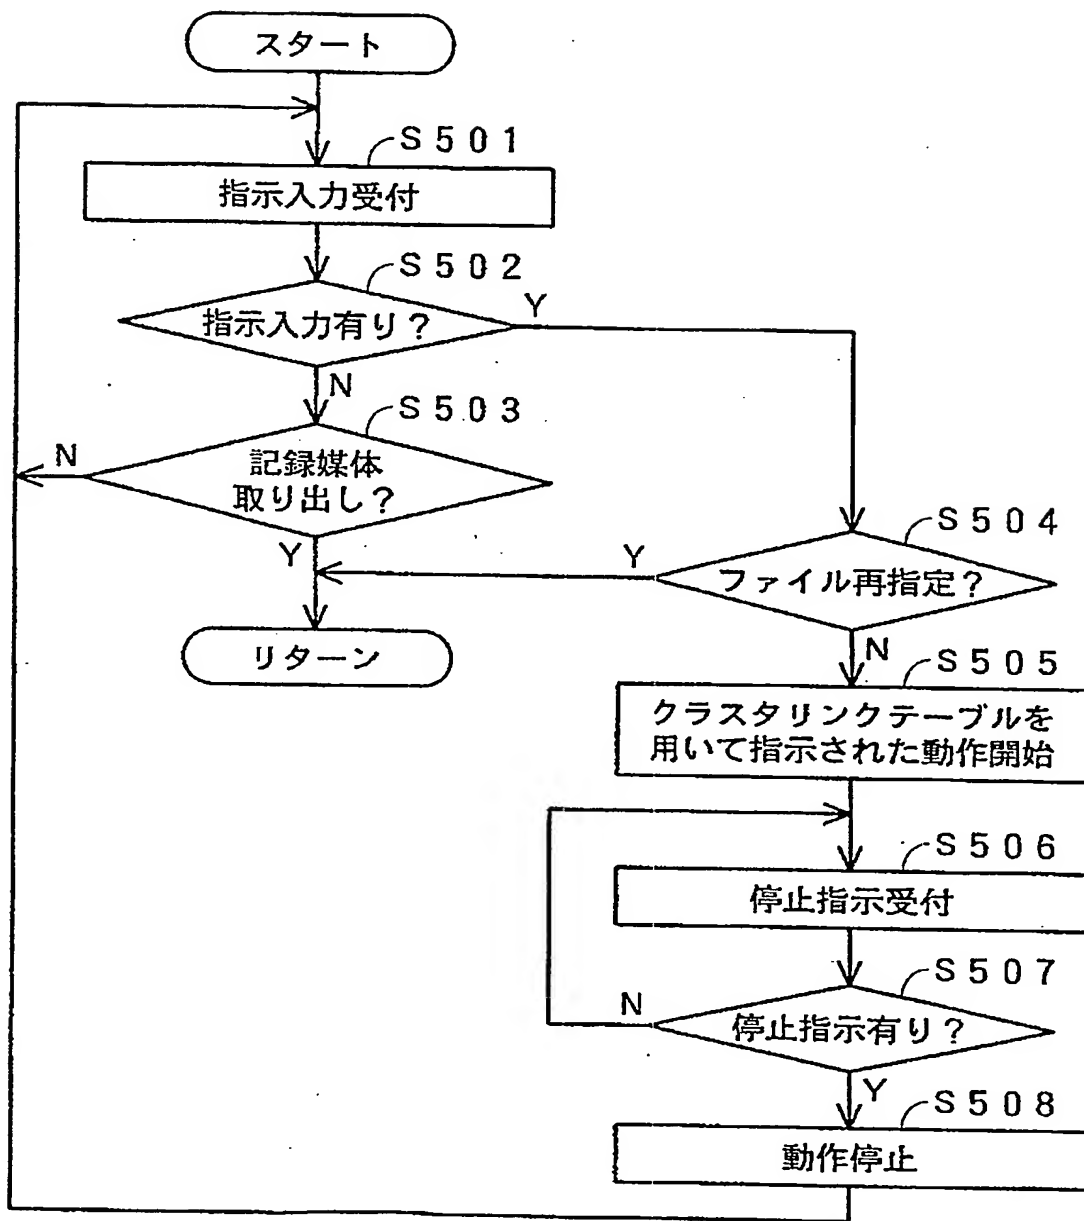 スタート
S501
指示入力受付
S502
指示入力有り?
Y
N
S503
記録媒体
取り出し?
N
Y
リターン
S504
ファイル再指定?
Y
N
S505
クラスタリンクテーブルを
用いて指示された動作開始
S506
停止指示受付
S507
停止指示有り?
N
Y
S508
動作停止